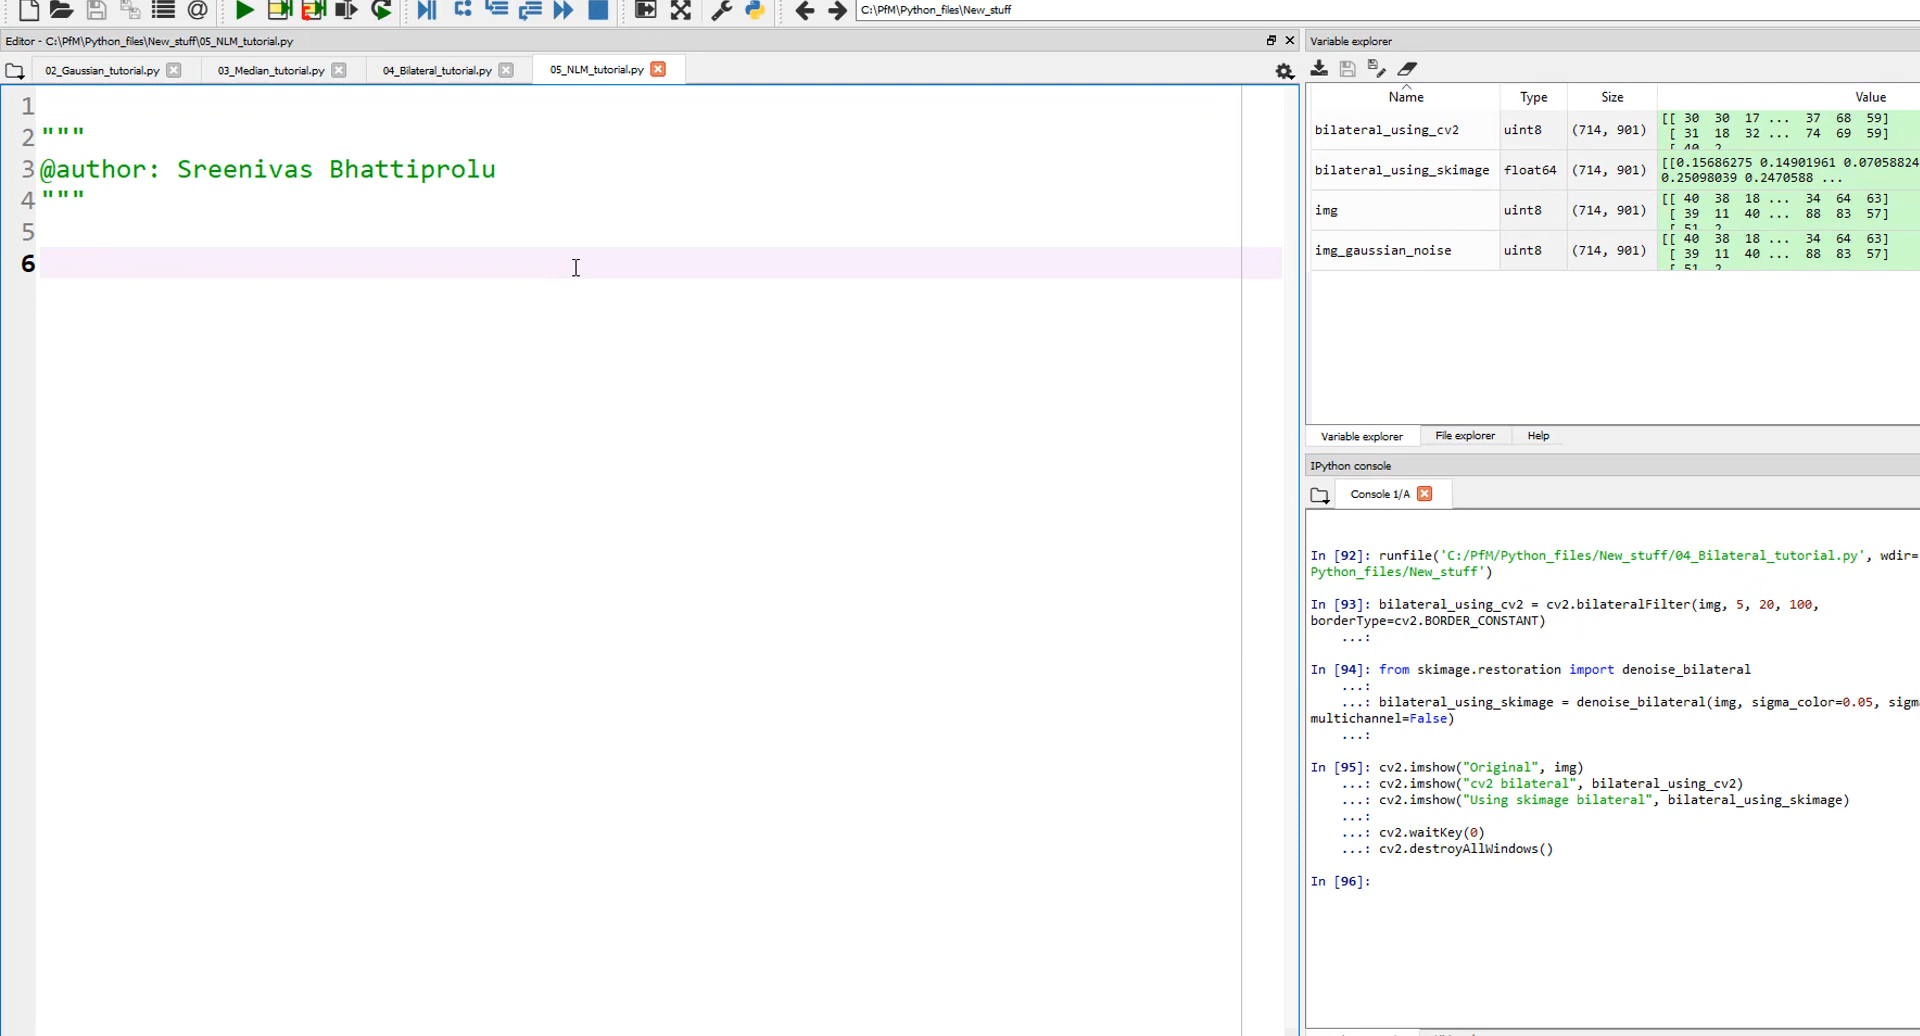 C:\PfM\Python_files\New_stuff
Editor - C:\PfM\Python_files\New_stuff\05_NLM_tutorial.py
02_Gaussian_tutorial.py
03_Median_tutorial.py
04_Bilateral_tutorial.py
05_NLM_tutorial.py
1
2 """
3 @author: Sreenivas Bhattiprolu
4 """
5
6
Variable explorer
Name Type Size Value
bilateral_using_cv2 uint8 (714, 901) [[ 30 30 17 ... 37 68 59]
[ 31 18 32 ... 74 69 59]
bilateral_using_skimage float64 (714, 901) [[0.15686275 0.14901961 0.07058824
0.25098039 0.2470588 ...
img uint8 (714, 901) [[ 40 38 18 ... 34 64 63]
[ 39 11 40 ... 88 83 57]
img_gaussian_noise uint8 (714, 901) [[ 40 38 18 ... 34 64 63]
[ 39 11 40 ... 88 83 57]
Variable explorer File explorer Help
IPython console
Console 1/A
In [92]: runfile('C:/PfM/Python_files/New_stuff/04_Bilateral_tutorial.py', wdir=
Python_files/New_stuff')
In [93]: bilateral_using_cv2 = cv2.bilateralFilter(img, 5, 20, 100,
borderType=cv2.BORDER_CONSTANT)
...:
In [94]: from skimage.restoration import denoise_bilateral
...:
...: bilateral_using_skimage = denoise_bilateral(img, sigma_color=0.05, sigm
multichannel=False)
...:
In [95]: cv2.imshow("Original", img)
...: cv2.imshow("cv2 bilateral", bilateral_using_cv2)
...: cv2.imshow("Using skimage bilateral", bilateral_using_skimage)
...:
...: cv2.waitKey(0)
...: cv2.destroyAllWindows()
In [96]: